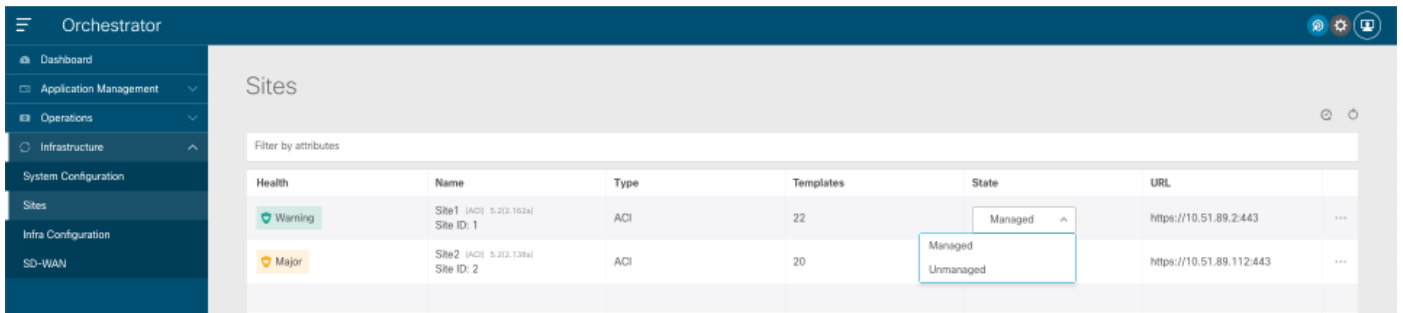 Orchestrator
Dashboard
Application Management
Operations
Infrastructure
System Configuration
Sites
Infra Configuration
SD-WAN
Sites
Filter by attributes
Health Name Type Templates State URL
Warning Site1 (ACI) 5.2(2.162a) ACI 22 Managed https://10.51.89.2:443
Site ID: 1
Managed
Unmanaged
Major Site2 (ACI) 5.2(2.138a) ACI 20 https://10.51.89.112:443
Site ID: 2